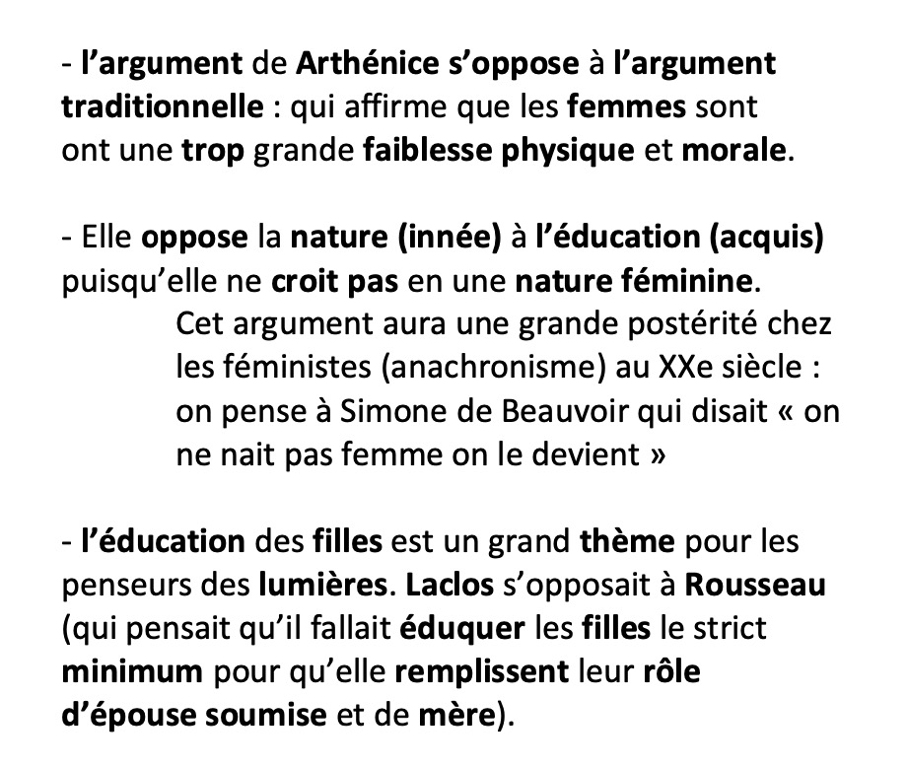 - l’argument de Arthénice s’oppose à l’argument
traditionnelle : qui affirme que les femmes sont
ont une trop grande faiblesse physique et morale.
- Elle oppose la nature (innée) à l’éducation (acquis)
puisqu’elle ne croit pas en une nature féminine.
Cet argument aura une grande postérité chez
les féministes (anachronisme) au XXe siècle :
on pense à Simone de Beauvoir qui disait « on
ne nait pas femme on le devient »
- l’éducation des filles est un grand thème pour les
penseurs des lumières. Laclos s’opposait à Rousseau
(qui pensait qu’il fallait éduquer les filles le strict
minimum pour qu’elle remplissent leur rôle
d’épouse soumise et de mère).